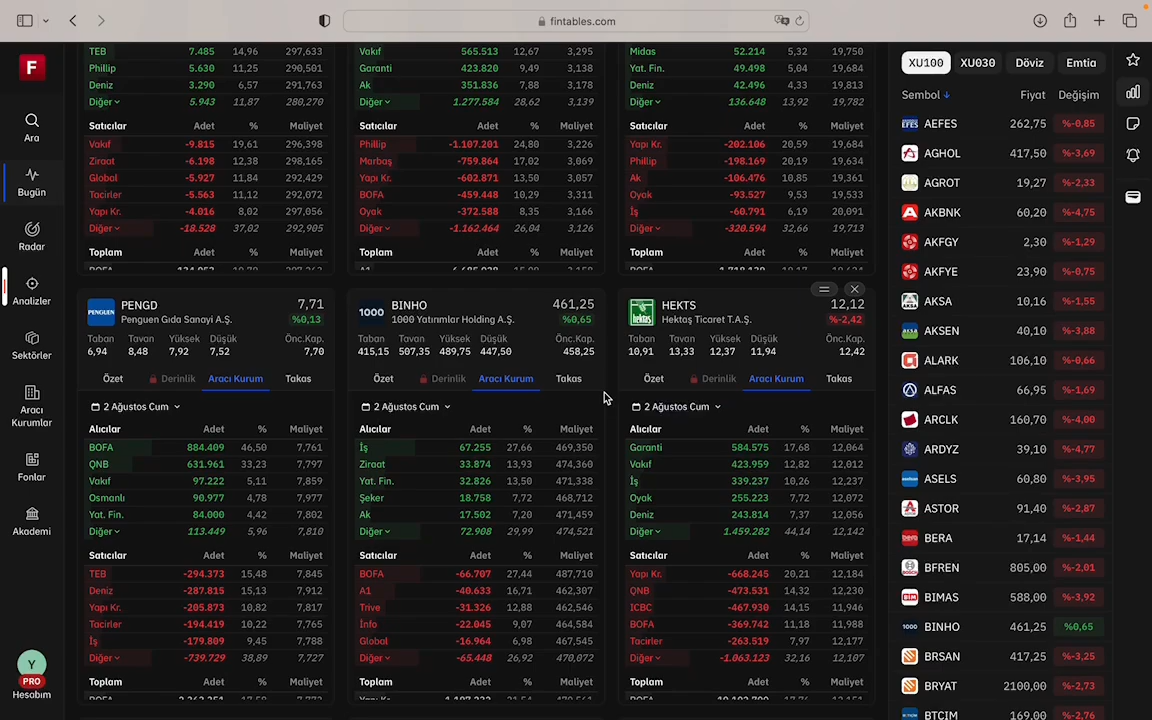 fintables.com
F
Ara
Bugün
Radar
Analizler
Sektörler
Aracı
Kurumlar
Fonlar
Akademi
Y
PRO
Hesabım
TEB 7.485 14,96 297,633
Phillip 5.630 11,25 290,501
Deniz 3.290 6,57 291,763
Diğer 5.943 11,87 280,270
Satıcılar Adet % Maliyet
Vakıf -9.815 19,61 296,398
Ziraat -6.198 12,38 298,165
Global -5.927 11,84 292,429
Tacirler -5.563 11,12 292,072
Yapı Kr. -4.016 8,02 297,056
Diğer -18.528 37,02 292,905
Toplam Adet % Maliyet
Vakıf 565.513 12,67 3,295
Garanti 423.820 9,49 3,138
Ak 351.836 7,88 3,178
Diğer 1.277.584 28,62 3,139
Satıcılar Adet % Maliyet
Phillip -1.107.201 24,80 3,226
Marbaş -759.864 17,02 3,069
Yapı Kr. -602.871 13,50 3,057
BOFA -459.448 10,29 3,311
Oyak -372.588 8,35 3,166
Diğer -1.162.464 26,04 3,126
Toplam Adet % Maliyet
Midas 52.214 5,32 19,750
Yat. Fin. 49.498 5,04 19,684
Deniz 42.496 4,33 19,813
Diğer 136.648 13,92 19,782
Satıcılar Adet % Maliyet
Yapı Kr. -202.106 20,59 19,684
Phillip -198.169 20,19 19,634
Ak -106.476 10,85 19,361
Oyak -93.527 9,53 19,533
İş -60.791 6,19 20,091
Diğer -320.594 32,66 19,713
Toplam Adet % Maliyet
PENGUEN
PENGD 7,71
Penguen Gıda Sanayi A.Ş. %0,13
Taban Tavan Yüksek Düşük Önc.Kap.
6,94 8,48 7,92 7,52 7,70
Özet Derinlik Aracı Kurum Takas
2 Ağustos Cum
Alıcılar Adet % Maliyet
BOFA 884.409 46,50 7,761
QNB 631.961 33,23 7,797
Vakıf 97.222 5,11 7,859
Osmanlı 90.977 4,78 7,977
Yat. Fin. 84.000 4,42 7,802
Diğer 113.449 5,96 7,810
Satıcılar Adet % Maliyet
TEB -294.373 15,48 7,845
Deniz -287.815 15,13 7,912
Yapı Kr. -205.873 10,82 7,817
Tacirler -194.419 10,22 7,765
İş -179.809 9,45 7,788
Diğer -739.729 38,89 7,727
Toplam Adet % Maliyet
1000
BINHO 461,25
1000 Yatırımlar Holding A.Ş. %0,65
Taban Tavan Yüksek Düşük Önc.Kap.
415,15 507,35 489,75 447,50 458,25
Özet Derinlik Aracı Kurum Takas
2 Ağustos Cum
Alıcılar Adet % Maliyet
İş 67.255 27,66 469,350
Ziraat 33.874 13,93 474,360
Yat. Fin. 32.826 13,50 471,338
Şeker 18.758 7,72 468,712
Ak 17.502 7,20 471,459
Diğer 72.908 29,99 474,521
Satıcılar Adet % Maliyet
BOFA -66.707 27,44 487,710
A1 -40.633 16,71 462,307
Trive -31.326 12,88 462,546
İnfo -22.045 9,07 464,584
Global -16.964 6,98 467,545
Diğer -65.448 26,92 470,072
Toplam Adet % Maliyet
hektaş
HEKTS 12,12
Hektaş Ticaret T.A.Ş. %-2,42
Taban Tavan Yüksek Düşük Önc.Kap.
10,91 13,33 12,37 11,94 12,42
Özet Derinlik Aracı Kurum Takas
2 Ağustos Cum
Alıcılar Adet % Maliyet
Garanti 584.575 17,68 12,064
Vakıf 423.959 12,82 12,012
İş 339.237 10,26 12,237
Oyak 255.223 7,72 12,072
Deniz 243.814 7,37 12,056
Diğer 1.459.282 44,14 12,142
Satıcılar Adet % Maliyet
Yapı Kr. -668.245 20,21 12,184
QNB -473.531 14,32 12,230
ICBC -467.930 14,15 11,946
BOFA -369.742 11,18 11,988
Tacirler -263.519 7,97 12,177
Diğer -1.063.123 32,16 12,107
Toplam Adet % Maliyet
XU100 XU030 Döviz Emtia
Sembol Fiyat Değişim
AEFES 262,75 %-0,85
AGHOL 417,50 %-3,69
AGROT 19,27 %-2,33
AKBNK 60,20 %-4,75
AKFGY 2,30 %-1,29
AKFYE 23,90 %-0,75
AKSA 10,16 %-1,55
AKSEN 40,10 %-3,88
ALARK 106,10 %-0,66
ALFAS 66,95 %-1,69
ARCLK 160,70 %-4,00
ARDYZ 39,10 %-4,77
ASELS 60,80 %-3,95
ASTOR 91,40 %-2,87
BERA 17,14 %-1,44
BFREN 805,00 %-2,01
BIMAS 588,00 %-3,92
BINHO 461,25 %0,65
BRSAN 417,25 %-3,25
BRYAT 2100,00 %-2,73
BTCIM 169,00 %-2,76